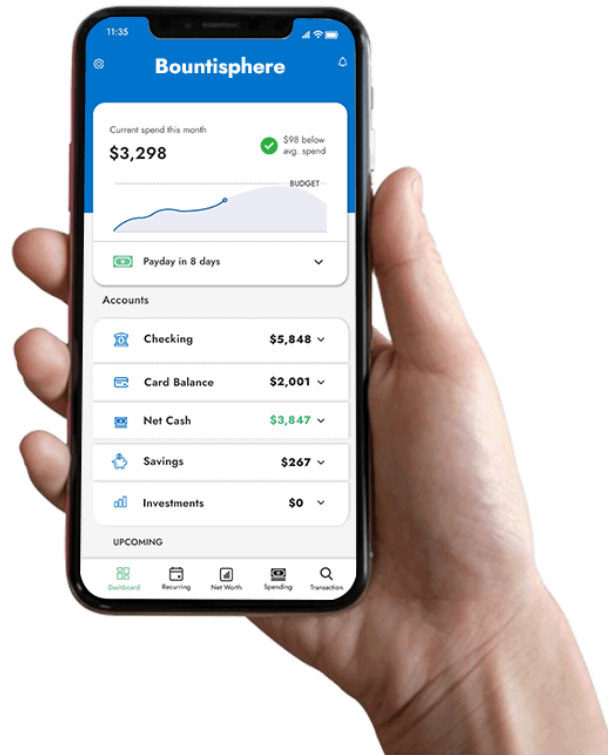 11:35
Bountisphere
Current spend this month
$3,298
$98 below
avg. spend
BUDGET
Payday in 8 days
Accounts
Checking $5,848
Card Balance $2,001
Net Cash $3,847
Savings $267
Investments $0
UPCOMING
Dashboard Recurring Net Worth Spending Transaction